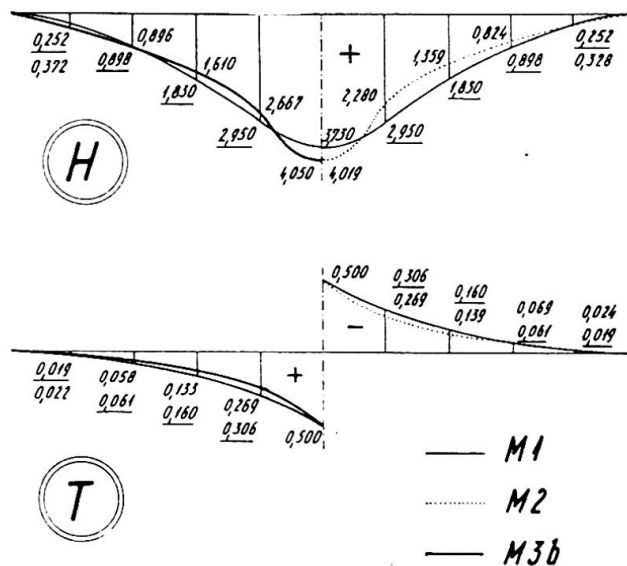 0,252 0,896 0,824 0,252
0,372 0,898 1,610 + 1,359 0,898 0,328
1,830 2,667 2,280 1,830
2,950 3730 2,950
H 4,050 4,019
0,500 0,306 0,160 0,069 0,024
0,269 0,139 0,061 0,019
-
0,019 0,058 0,133 0,269 +
0,022 0,061 0,160 0,306 0,500
M1
T M2
M3b